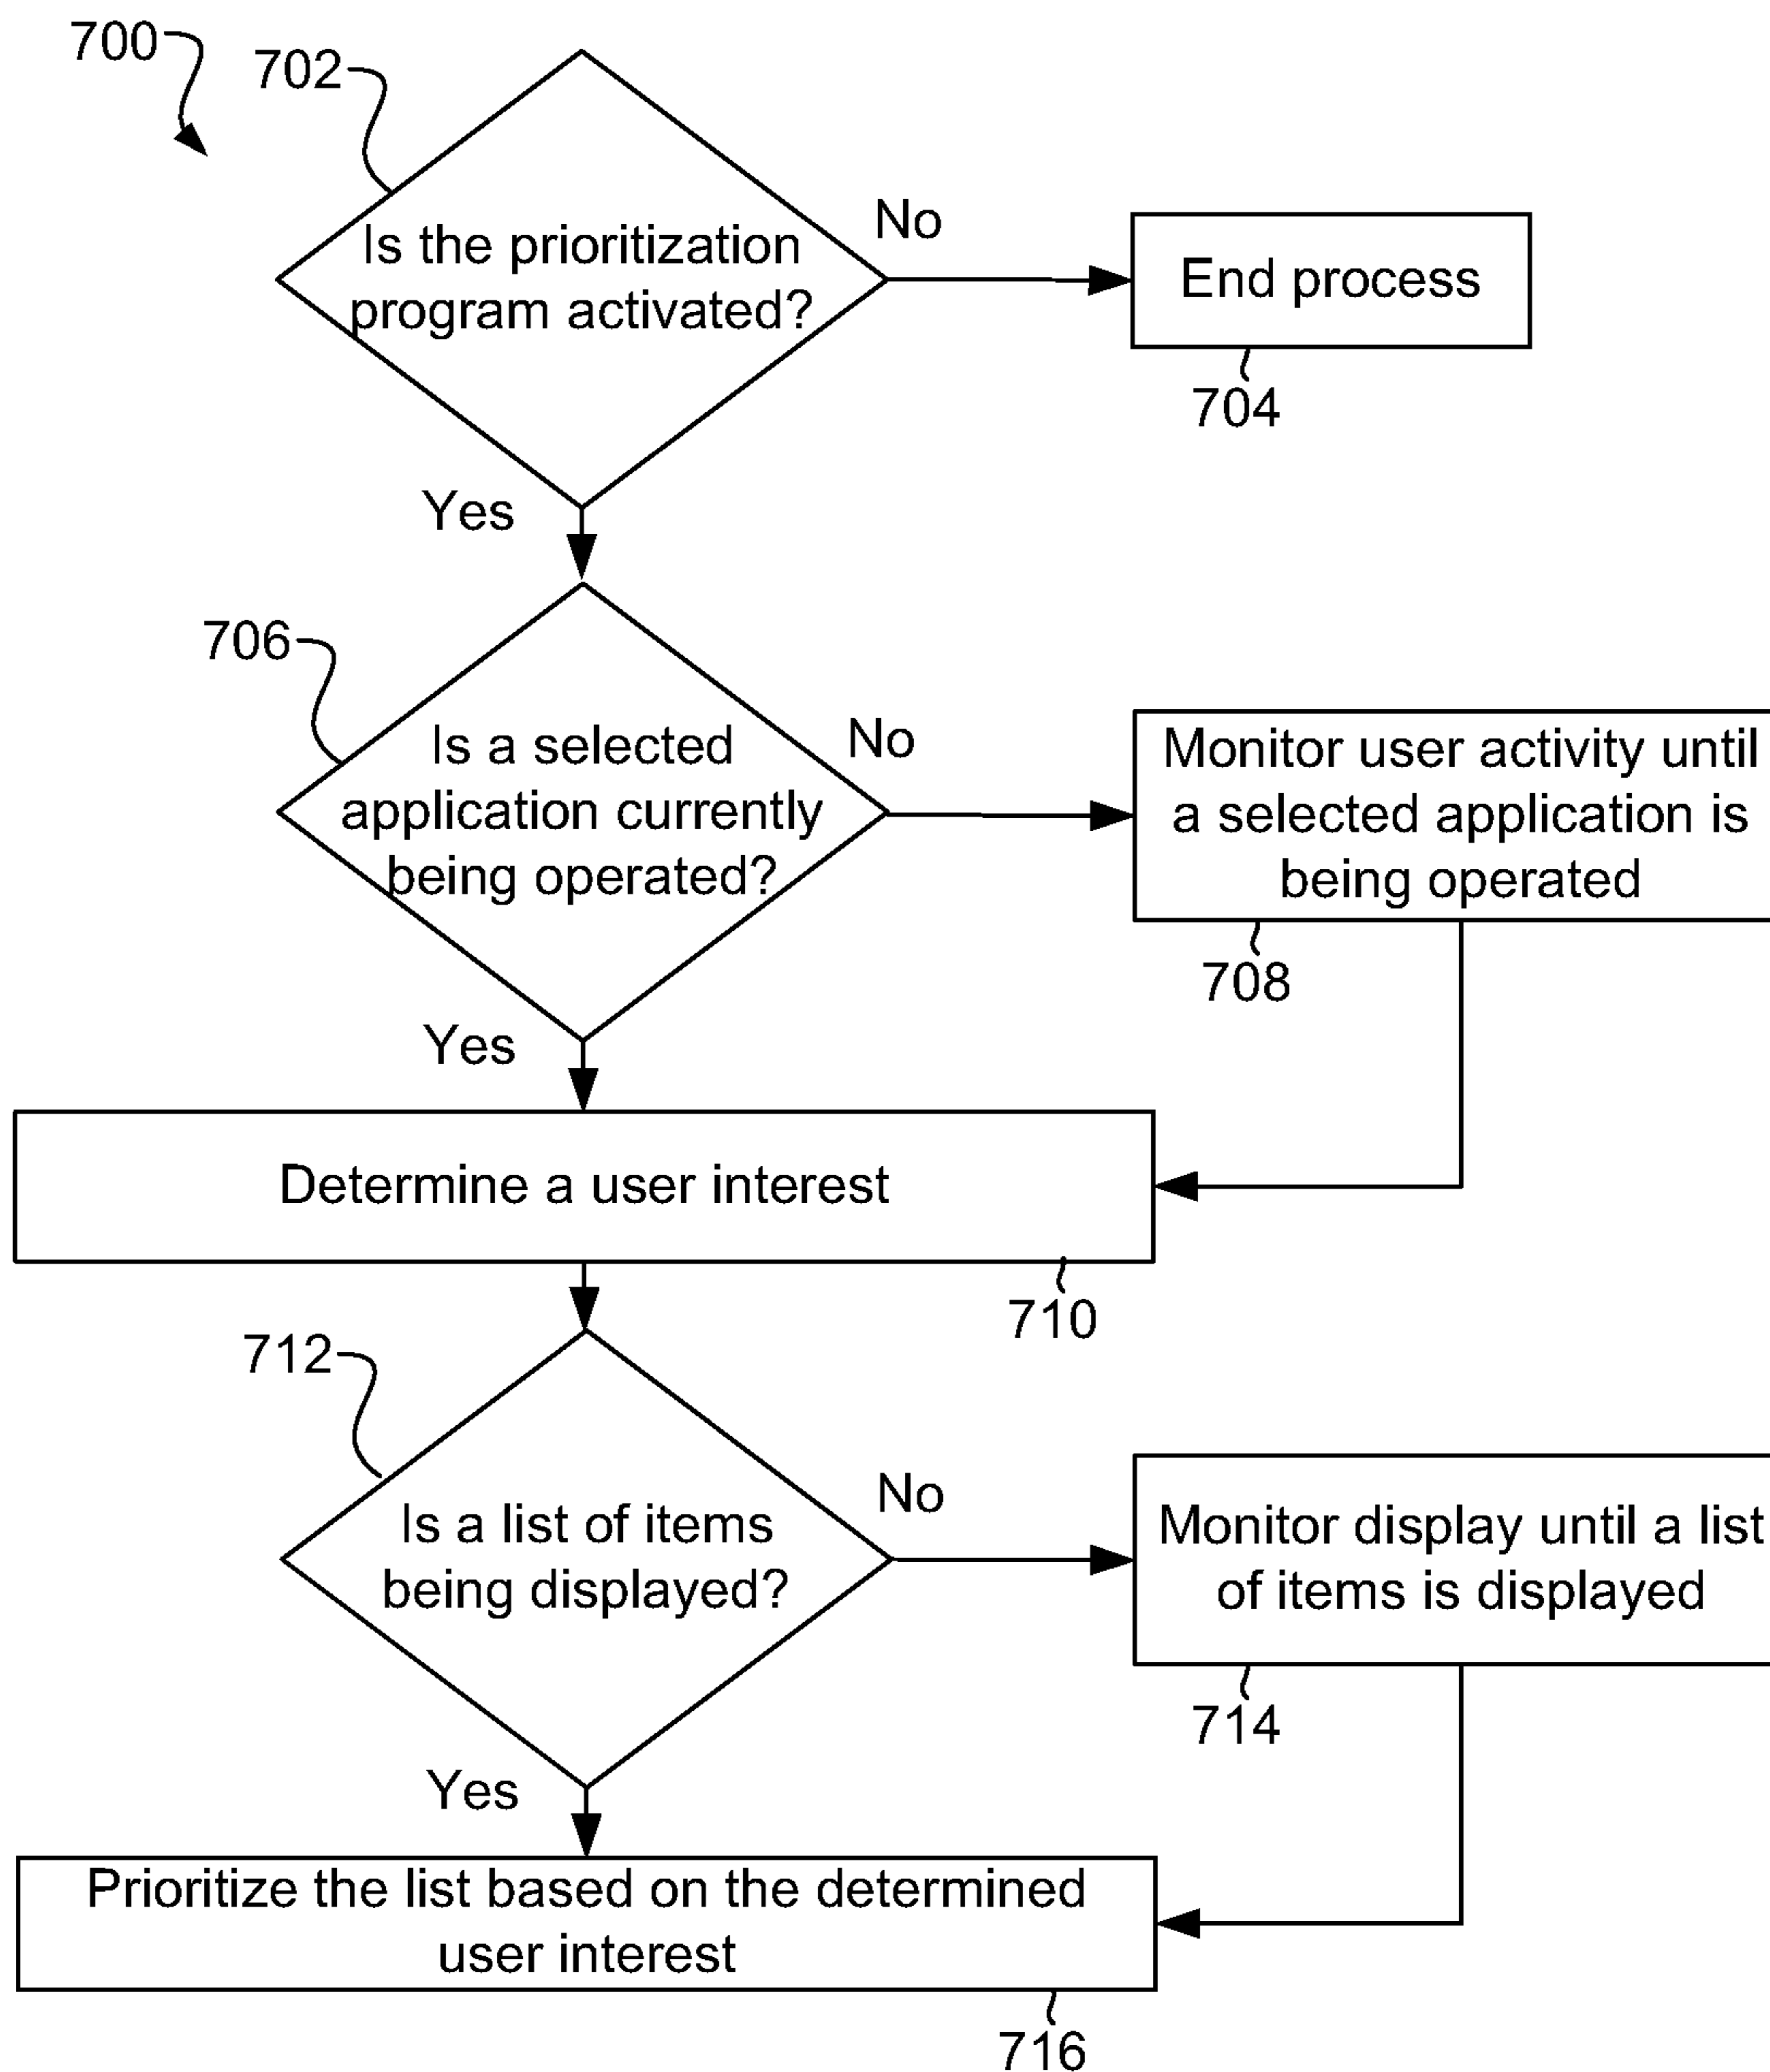 700
702
Is the prioritization
program activated?
No
End process
704
Yes
706
Is a selected
application currently
being operated?
No
Monitor user activity until
a selected application is
being operated
708
Yes
Determine a user interest
710
712
Is a list of items
being displayed?
No
Monitor display until a list
of items is displayed
714
Yes
Prioritize the list based on the determined
user interest
716